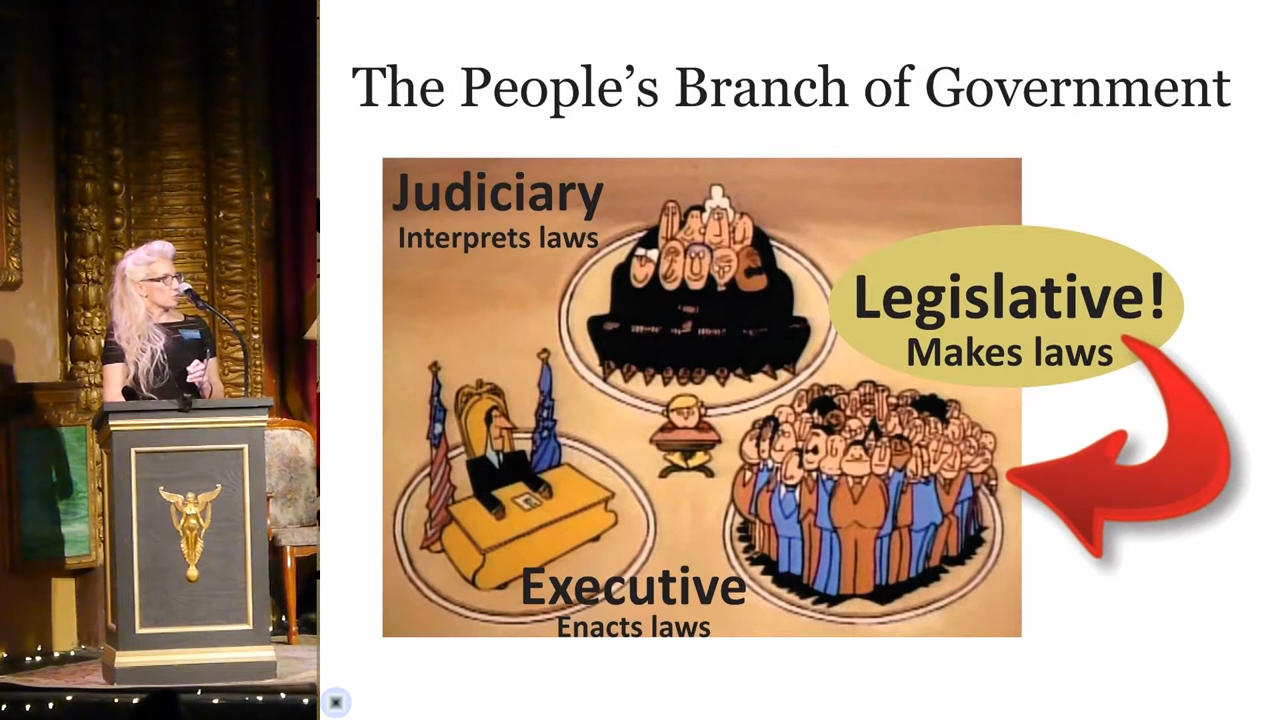 The People’s Branch of Government
Judiciary
Interprets laws
Legislative!
Makes laws
Executive
Enacts laws